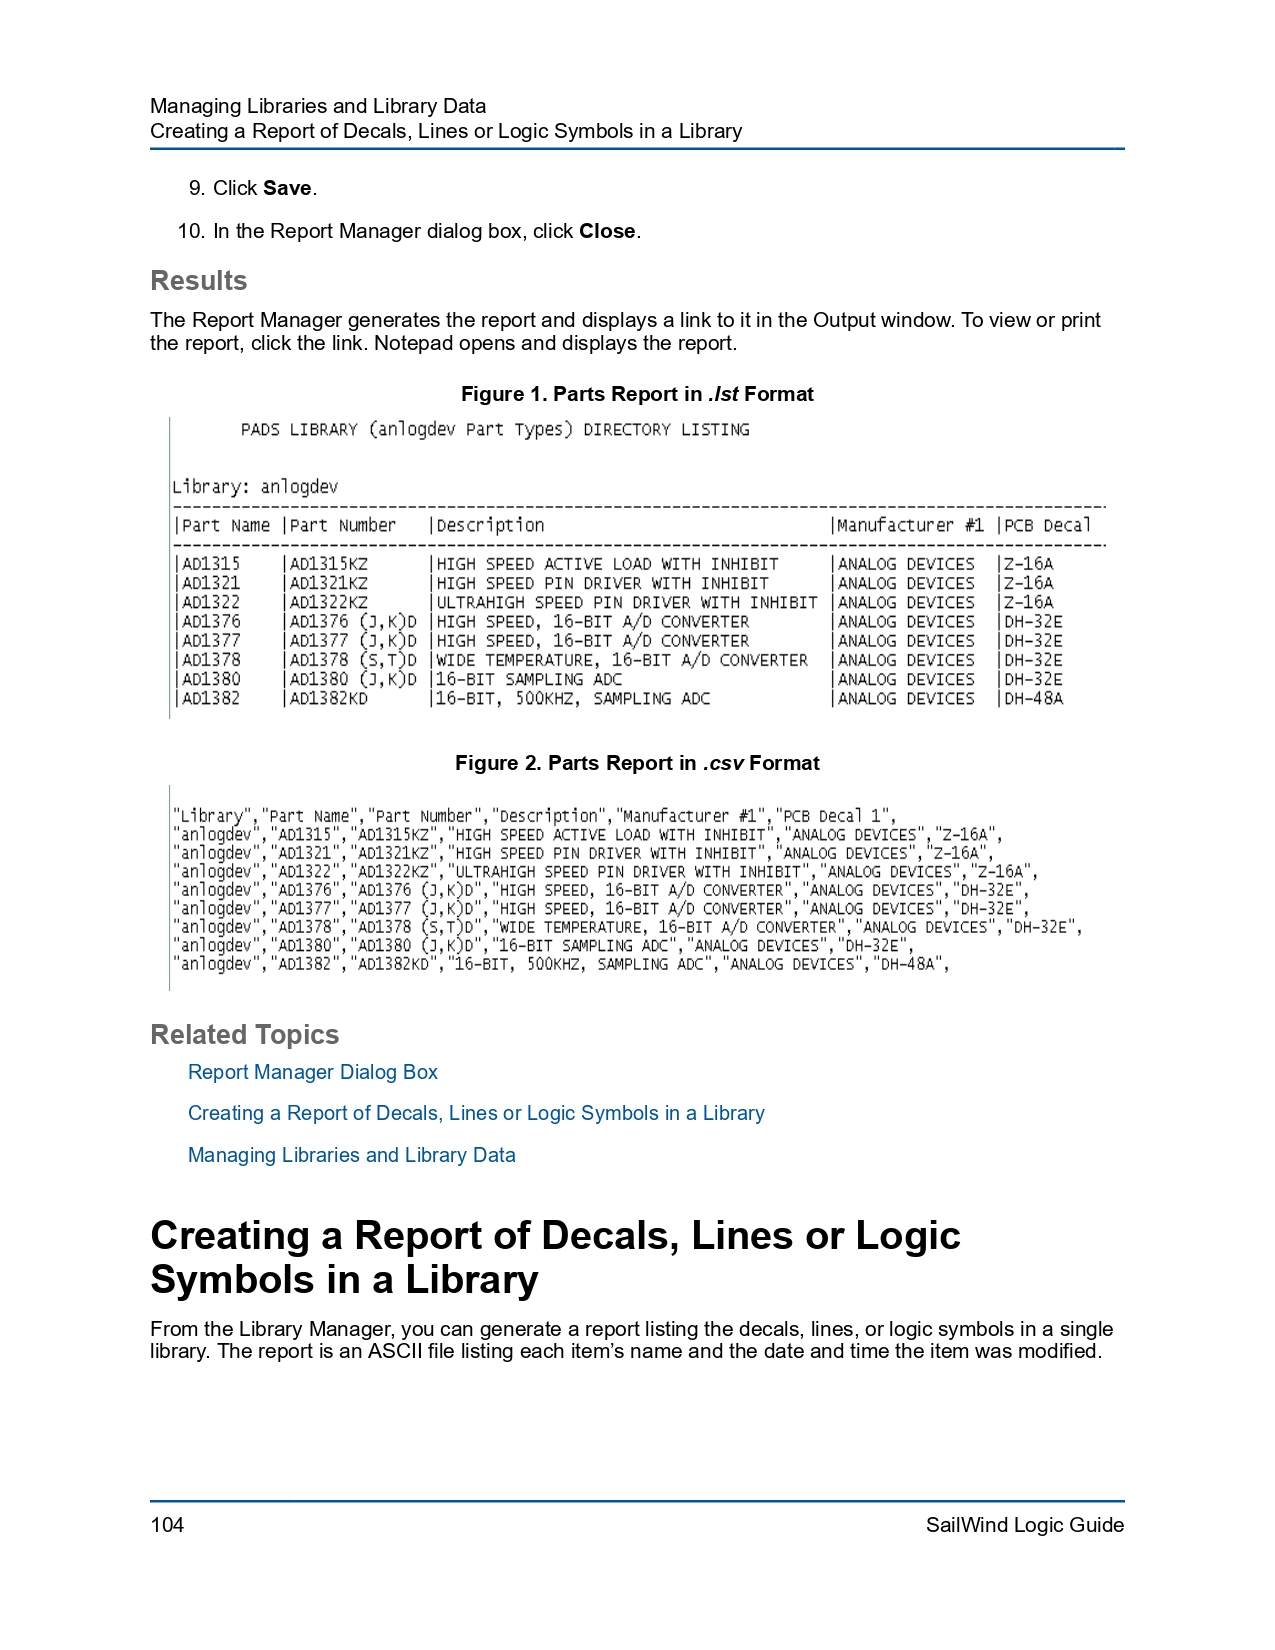 Managing Libraries and Library Data
Creating a Report of Decals, Lines or Logic Symbols in a Library
9. Click Save.
10. In the Report Manager dialog box, click Close.
Results
The Report Manager generates the report and displays a link to it in the Output window. To view or print
the report, click the link. Notepad opens and displays the report.
Figure 1. Parts Report in .lst Format
PADS LIBRARY (anlogdev Part Types) DIRECTORY LISTING
Library: anlogdev
|Part Name |Part Number |Description |Manufacturer #1 |PCB Decal
|AD1315 |AD1315KZ |HIGH SPEED ACTIVE LOAD WITH INHIBIT |ANALOG DEVICES |Z-16A
|AD1321 |AD1321KZ |HIGH SPEED PIN DRIVER WITH INHIBIT |ANALOG DEVICES |Z-16A
|AD1322 |AD1322KZ |ULTRAHIGH SPEED PIN DRIVER WITH INHIBIT |ANALOG DEVICES |Z-16A
|AD1376 |AD1376 (J,K)D |HIGH SPEED, 16-BIT A/D CONVERTER |ANALOG DEVICES |DH-32E
|AD1377 |AD1377 (J,K)D |HIGH SPEED, 16-BIT A/D CONVERTER |ANALOG DEVICES |DH-32E
|AD1378 |AD1378 (S,T)D |WIDE TEMPERATURE, 16-BIT A/D CONVERTER |ANALOG DEVICES |DH-32E
|AD1380 |AD1380 (J,K)D |16-BIT SAMPLING ADC |ANALOG DEVICES |DH-32E
|AD1382 |AD1382KD |16-BIT, 500KHZ, SAMPLING ADC |ANALOG DEVICES |DH-48A
Figure 2. Parts Report in .csv Format
"Library","Part Name","Part Number","Description","Manufacturer #1","PCB Decal 1",
"anlogdev","AD1315","AD1315KZ","HIGH SPEED ACTIVE LOAD WITH INHIBIT","ANALOG DEVICES","Z-16A",
"anlogdev","AD1321","AD1321KZ","HIGH SPEED PIN DRIVER WITH INHIBIT","ANALOG DEVICES","Z-16A",
"anlogdev","AD1322","AD1322KZ","ULTRAHIGH SPEED PIN DRIVER WITH INHIBIT","ANALOG DEVICES","Z-16A",
"anlogdev","AD1376","AD1376 (J,K)D","HIGH SPEED, 16-BIT A/D CONVERTER","ANALOG DEVICES","DH-32E",
"anlogdev","AD1377","AD1377 (J,K)D","HIGH SPEED, 16-BIT A/D CONVERTER","ANALOG DEVICES","DH-32E",
"anlogdev","AD1378","AD1378 (S,T)D","WIDE TEMPERATURE, 16-BIT A/D CONVERTER","ANALOG DEVICES","DH-32E",
"anlogdev","AD1380","AD1380 (J,K)D","16-BIT SAMPLING ADC","ANALOG DEVICES","DH-32E",
"anlogdev","AD1382","AD1382KD","16-BIT, 500KHZ, SAMPLING ADC","ANALOG DEVICES","DH-48A",
Related Topics
Report Manager Dialog Box
Creating a Report of Decals, Lines or Logic Symbols in a Library
Managing Libraries and Library Data
Creating a Report of Decals, Lines or Logic
Symbols in a Library
From the Library Manager, you can generate a report listing the decals, lines, or logic symbols in a single
library. The report is an ASCII file listing each item’s name and the date and time the item was modified.
104
SailWind Logic Guide